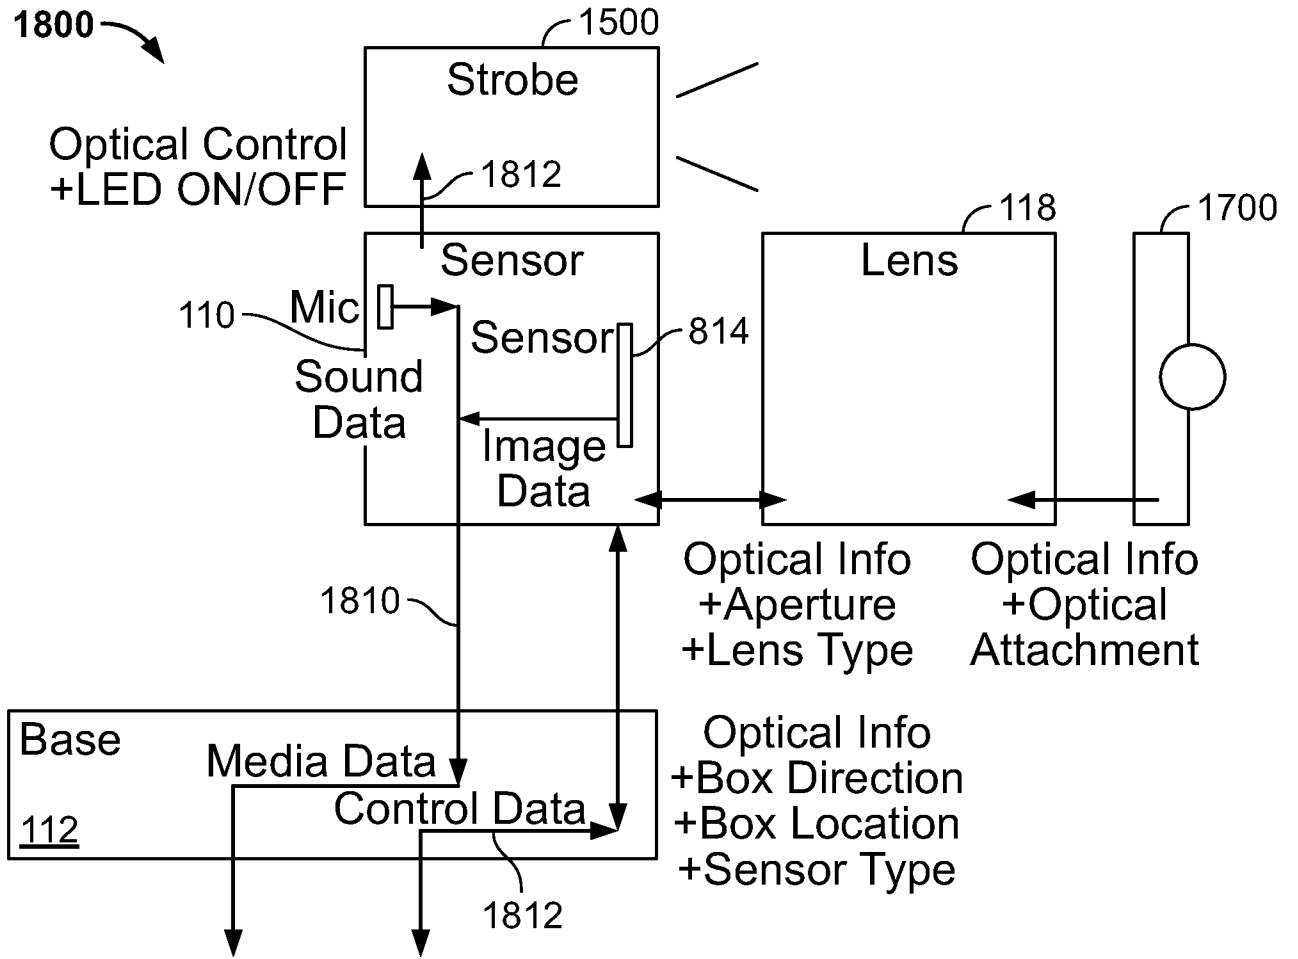 1800
1500
Strobe
Optical Control
+LED ON/OFF
1812
118
1700
Sensor
Lens
Mic
110
Sensor
814
Sound
Data
Image
Data
Optical Info
+Aperture
+Lens Type
Optical Info
+Optical
Attachment
1810
Base
Media Data
Control Data
112
Optical Info
+Box Direction
+Box Location
+Sensor Type
1812